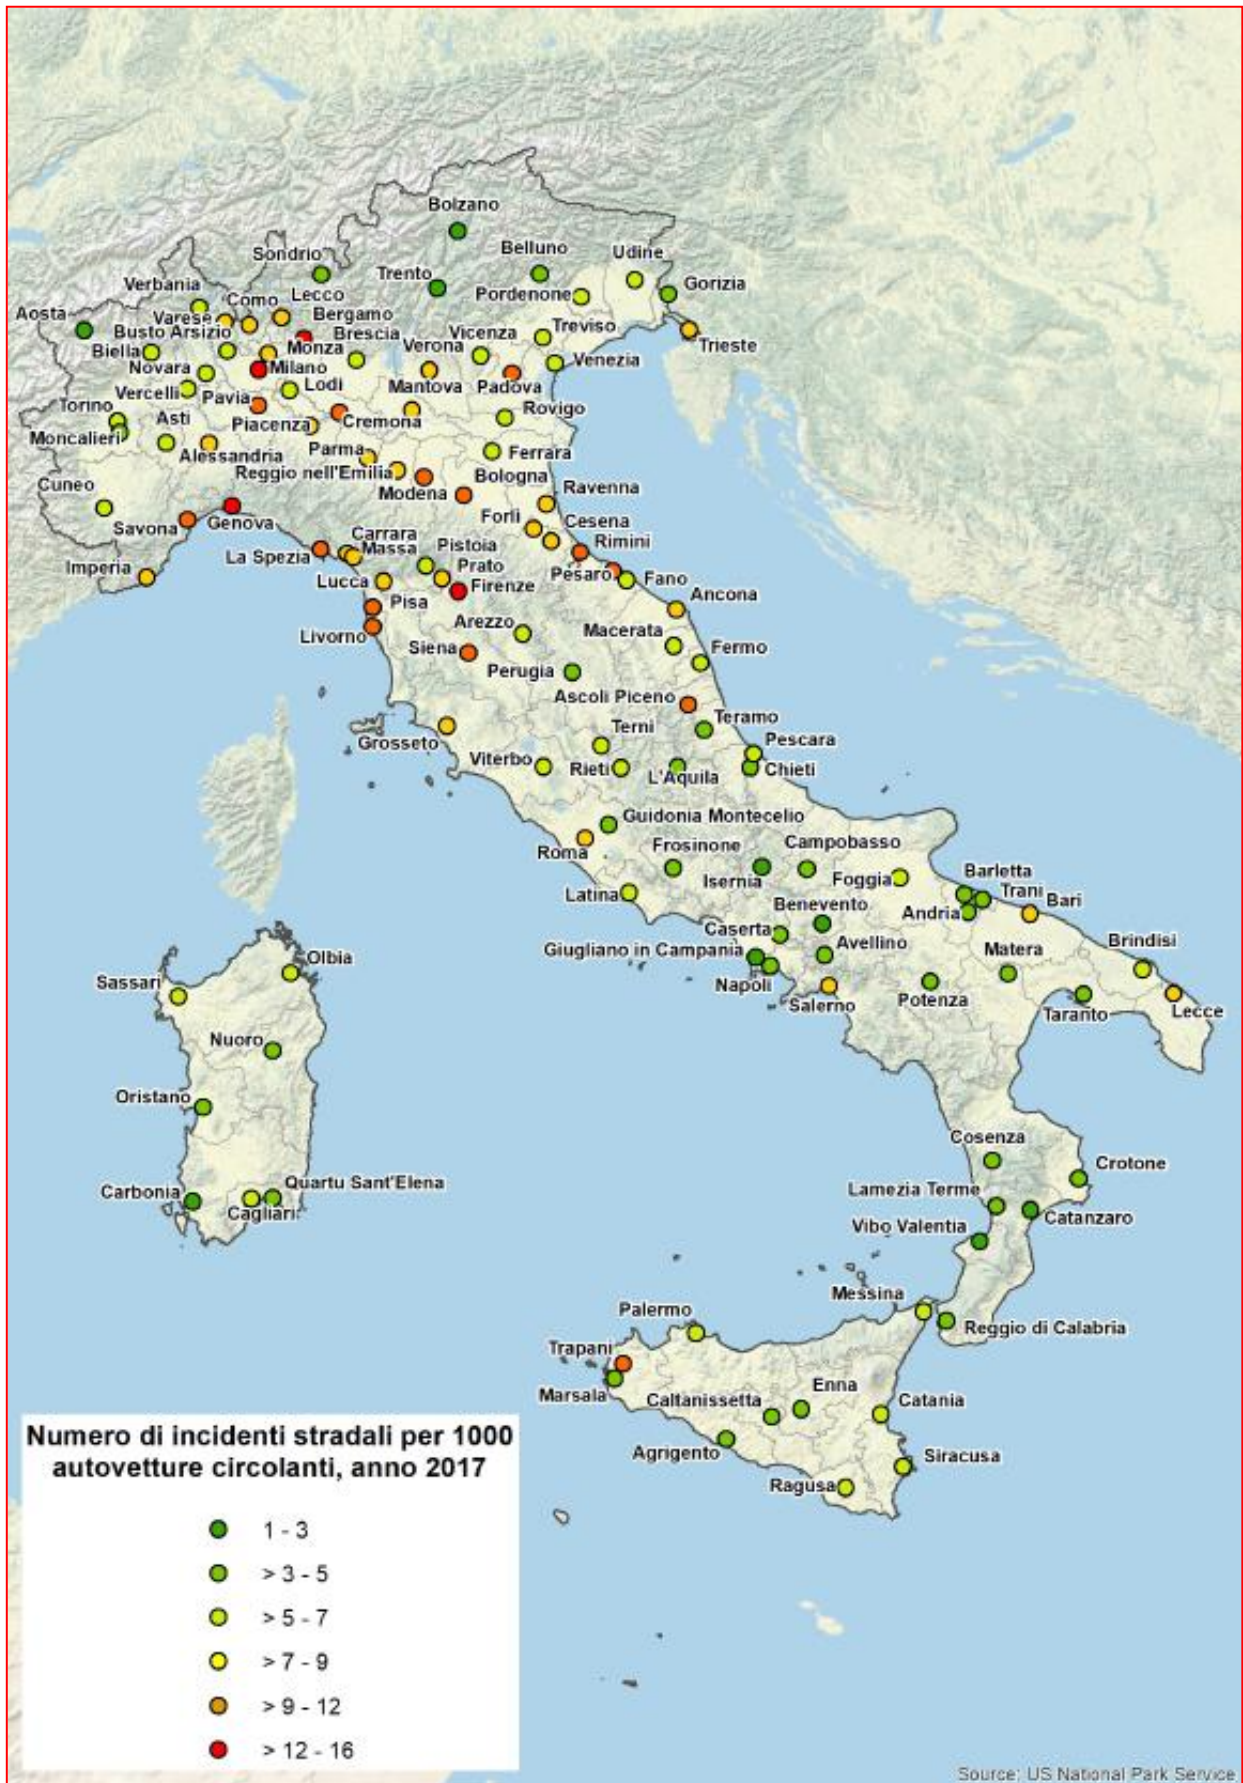 Bolzano
Sondrio
Belluno
Udine
Verbania
Trento
Gorizia
Como
Lecco
Pordenone
Aosta
Varese
Bergamo
Busto Arsizio
Brescia
Vicenza
Treviso
Trieste
Biella
Monza
Verona
Venezia
Novara
Milano
Vercelli
Pavia
Lodi
Mantova
Padova
Torino
Asti
Piacenza
Cremona
Rovigo
Moncalieri
Alessandria
Parma
Ferrara
Reggio nell'Emilia
Bologna
Cuneo
Modena
Ravenna
Savona
Genova
Forlì
Cesena
Carrara
La Spezia
Massa
Pistoia
Rimini
Imperia
Prato
Pesaro
Fano
Lucca
Firenze
Pisa
Ancona
Livorno
Arezzo
Macerata
Siena
Fermo
Perugia
Ascoli Piceno
Teramo
Grosseto
Terni
Pescara
Viterbo
Rieti
L'Aquila
Chieti
Guidonia Montecelio
Roma
Frosinone
Campobasso
Isernia
Foggia
Barletta
Latina
Trani
Benevento
Andria
Bari
Caserta
Giugliano in Campania
Avellino
Matera
Brindisi
Olbia
Sassari
Napoli
Salerno
Potenza
Taranto
Lecce
Nuoro
Oristano
Cosenza
Crotone
Carbonia
Quartu Sant'Elena
Lamezia Terme
Cagliari
Catanzaro
Vibo Valentia
Messina
Palermo
Reggio di Calabria
Trapani
Marsala
Caltanissetta
Enna
Catania
Agrigento
Siracusa
Ragusa
Numero di incidenti stradali per 1000
autovetture circolanti, anno 2017
1 - 3
> 3 - 5
> 5 - 7
> 7 - 9
> 9 - 12
> 12 - 16
Source: US National Park Service